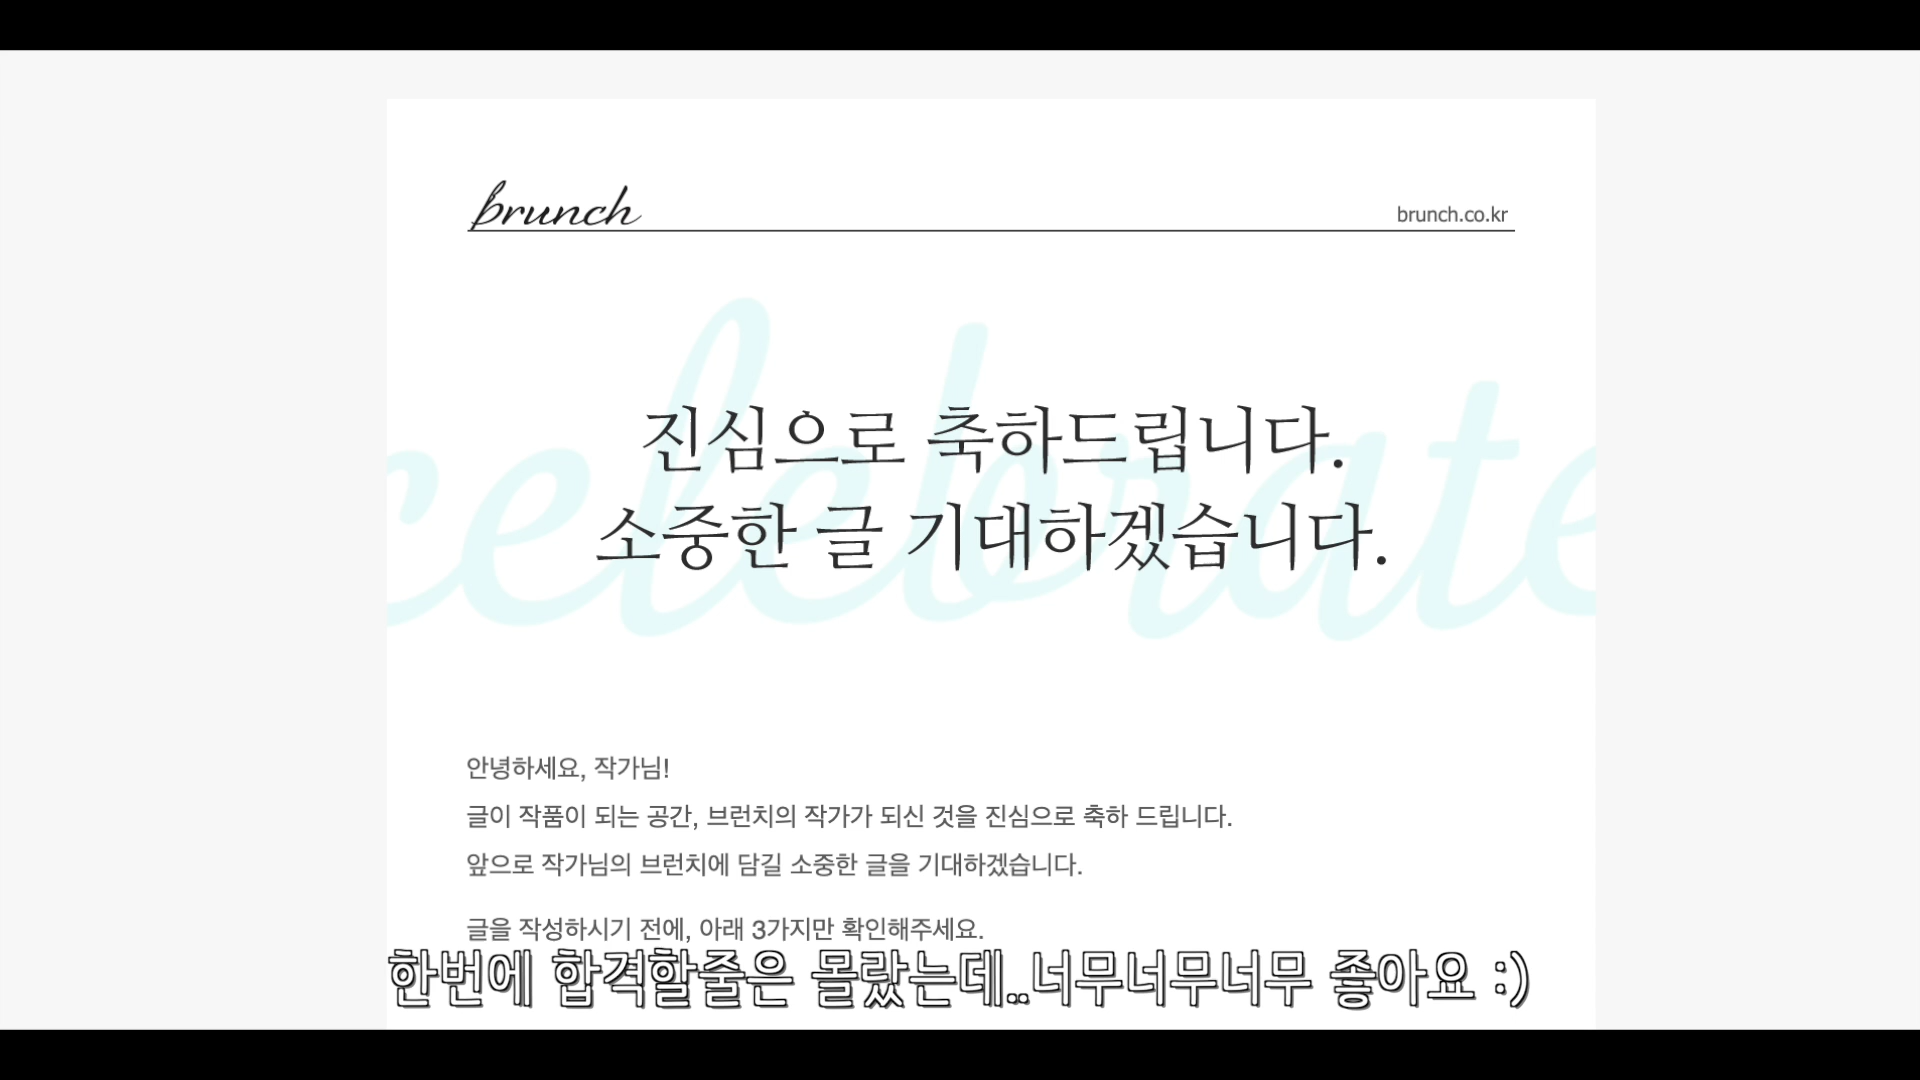 brunch
brunch.co.kr
celebrate
진심으로 축하드립니다.
소중한 글 기대하겠습니다.
안녕하세요, 작가님!
글이 작품이 되는 공간, 브런치의 작가가 되신 것을 진심으로 축하 드립니다.
앞으로 작가님의 브런치에 담길 소중한 글을 기대하겠습니다.
글을 작성하시기 전에, 아래 3가지만 확인해주세요.
한번에 합격할줄은 몰랐는데..너무너무너무 좋아요 :)